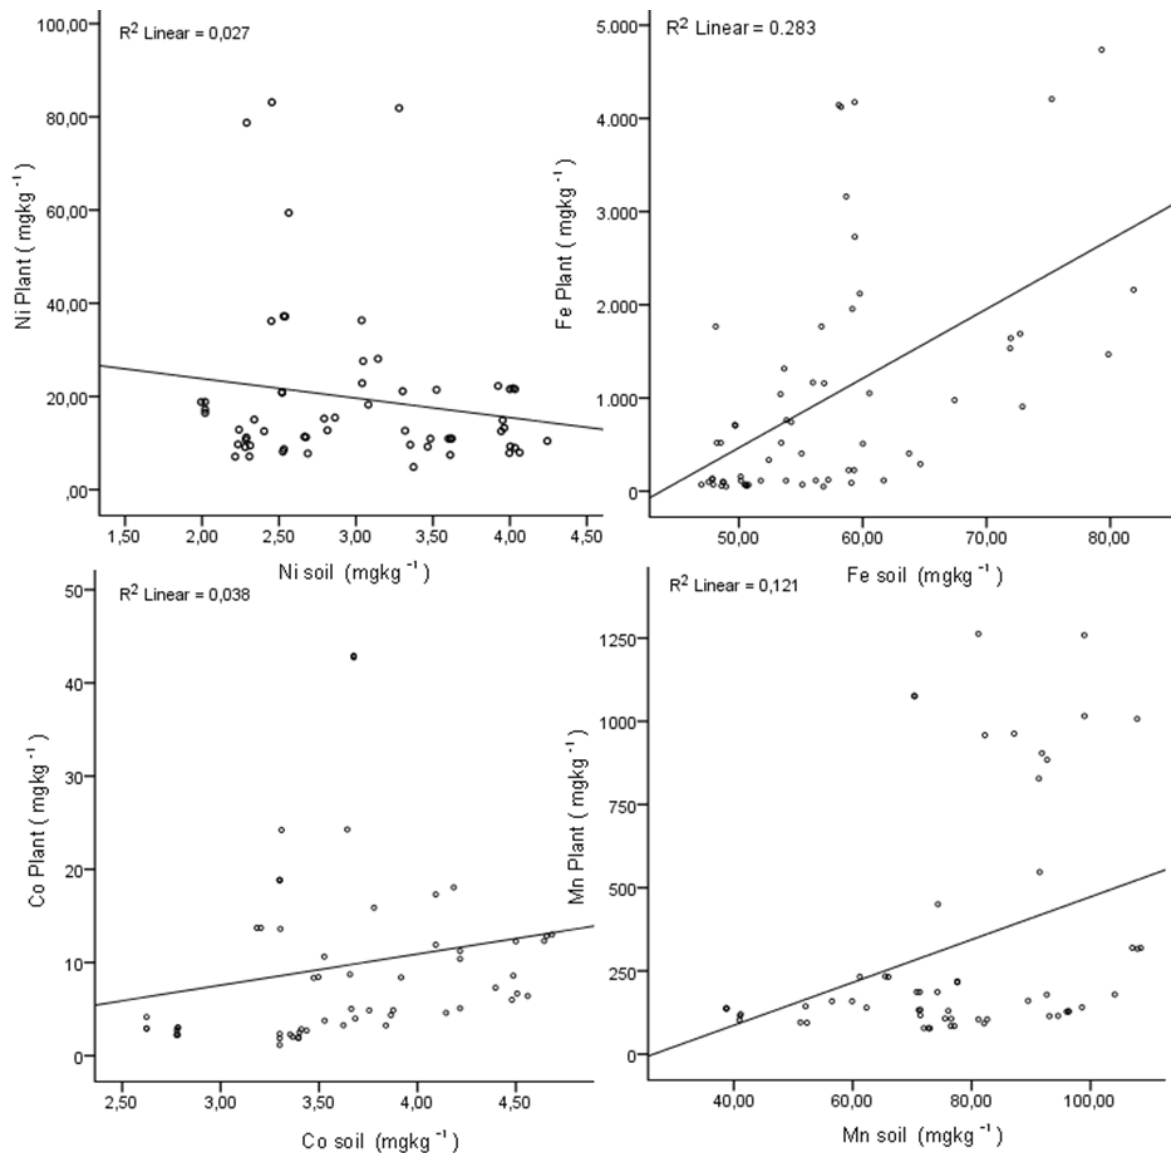 R² Linear = 0,027
100,00
80,00
60,00
40,00
20,00
,00
Ni Plant ( mgkg ⁻¹ )
1,50 2,00 2,50 3,00 3,50 4,00 4,50
Ni soil (mgkg ⁻¹ )
R² Linear = 0.283
5.000
4.000
3.000
2.000
1.000
0
Fe Plant ( mgkg ⁻¹ )
50,00 60,00 70,00 80,00
Fe soil (mgkg ⁻¹ )
R² Linear = 0,038
50
40
30
20
10
0
Co Plant ( mgkg ⁻¹ )
2,50 3,00 3,50 4,00 4,50
Co soil (mgkg ⁻¹ )
R² Linear = 0,121
1250
1000
750
500
250
0
Mn Plant ( mgkg ⁻¹ )
40,00 60,00 80,00 100,00
Mn soil (mgkg ⁻¹ )